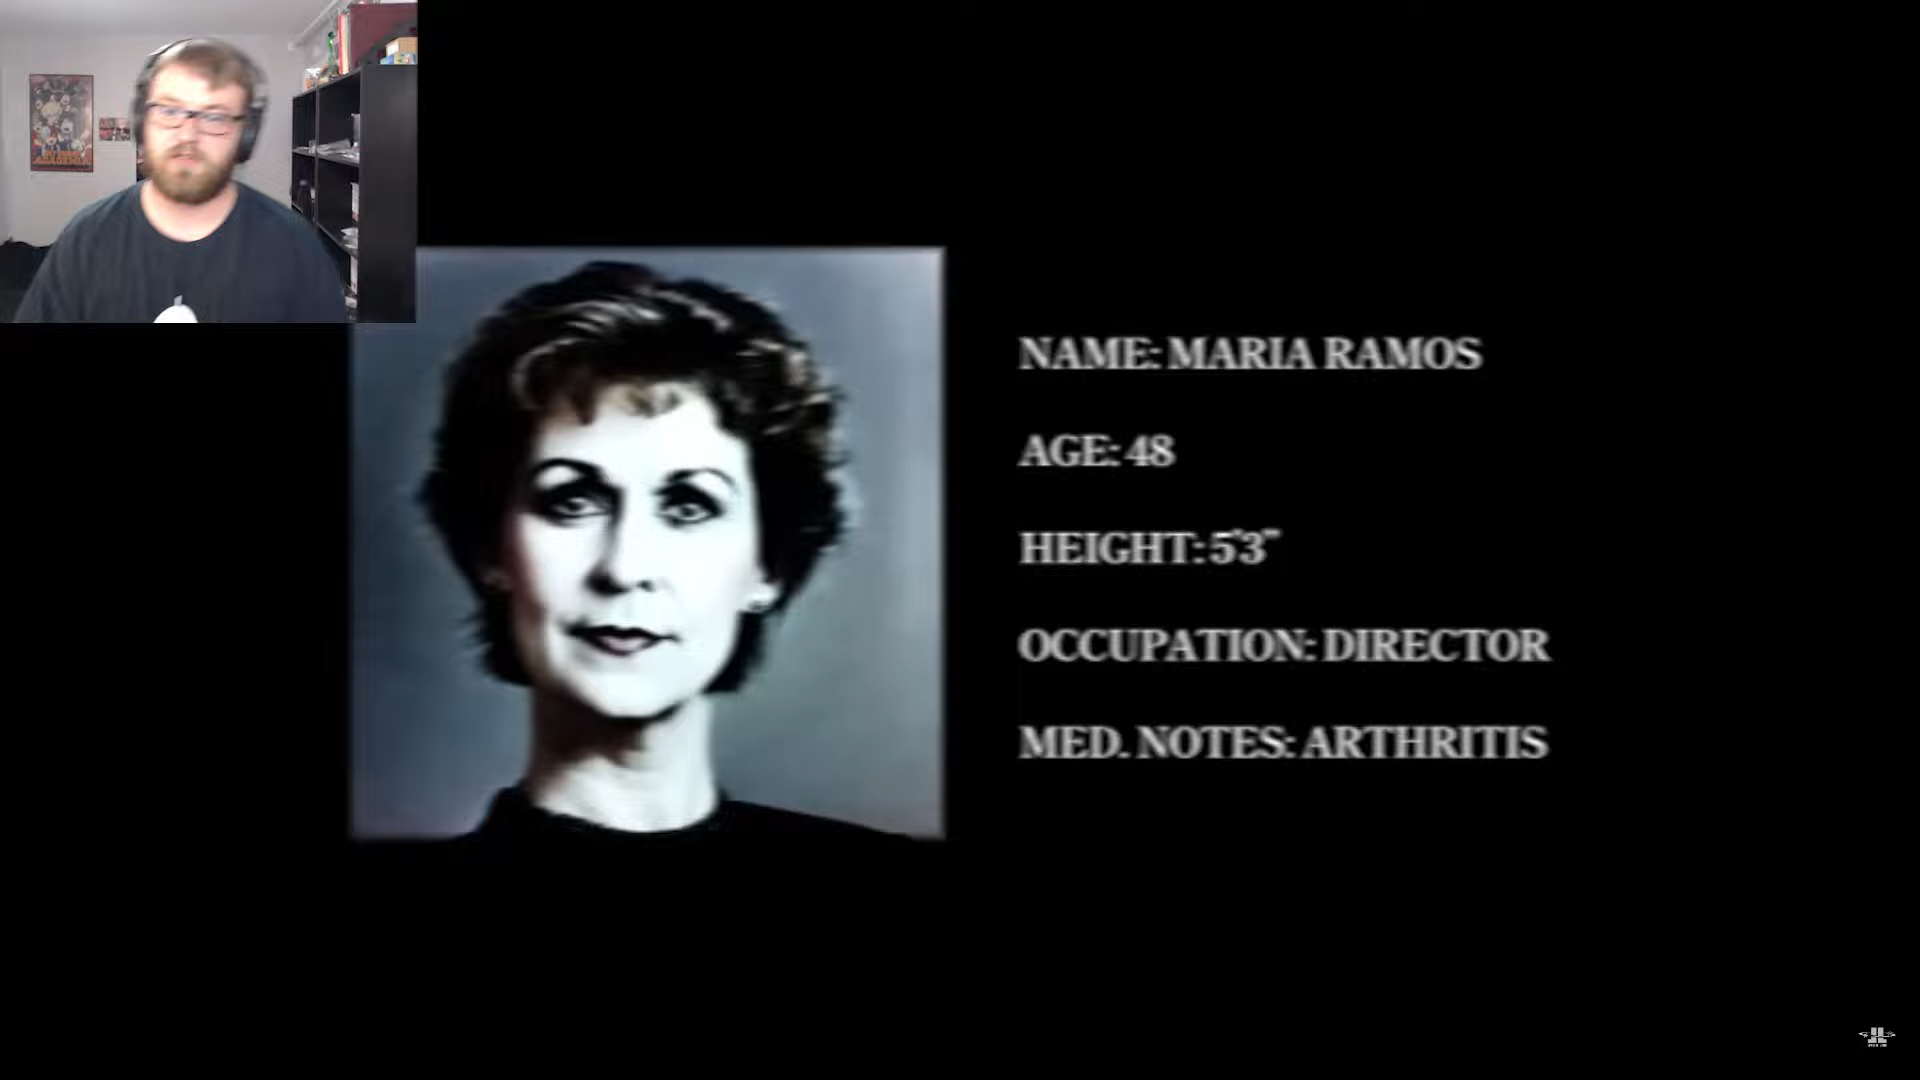 NAME: MARIA RAMOS
AGE: 48
HEIGHT: 5'3"
OCCUPATION: DIRECTOR
MED. NOTES: ARTHRITIS